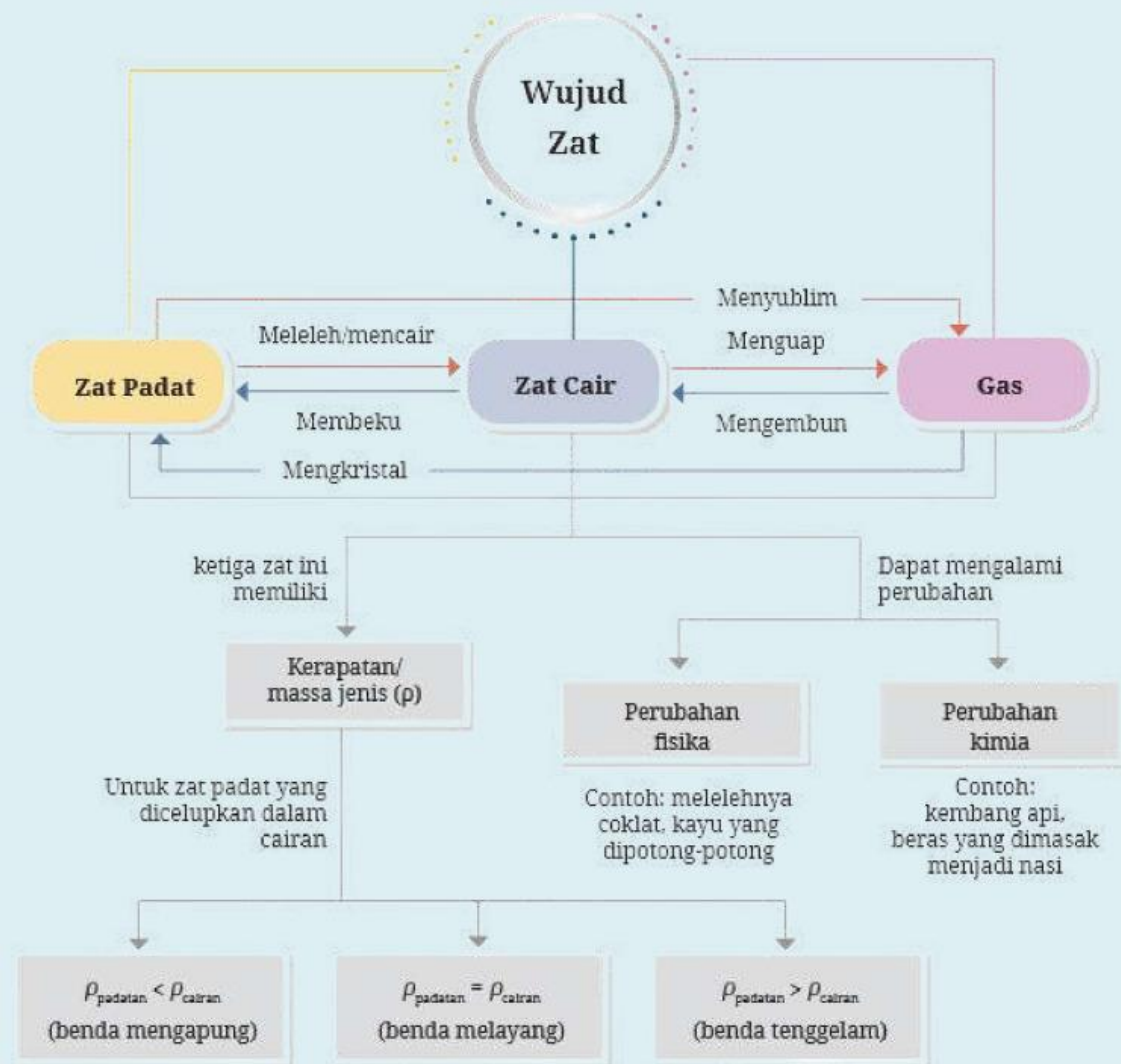 Wujud
Zat
Menyublim
Meleleh/mencair
Menguap
Zat Padat
Zat Cair
Gas
Membeku
Mengembun
Mengkristal
ketiga zat ini
memiliki
Dapat mengalami
perubahan
Kerapatan/
massa jenis (ρ)
Perubahan
fisika
Perubahan
kimia
Untuk zat padat yang
dicelupkan dalam
cairan
Contoh: melelehnya
coklat, kayu yang
dipotong-potong
Contoh:
kembang api,
beras yang dimasak
menjadi nasi
ρpadatan < ρcairan
(benda mengapung)
ρpadatan = ρcairan
(benda melayang)
ρpadatan > ρcairan
(benda tenggelam)